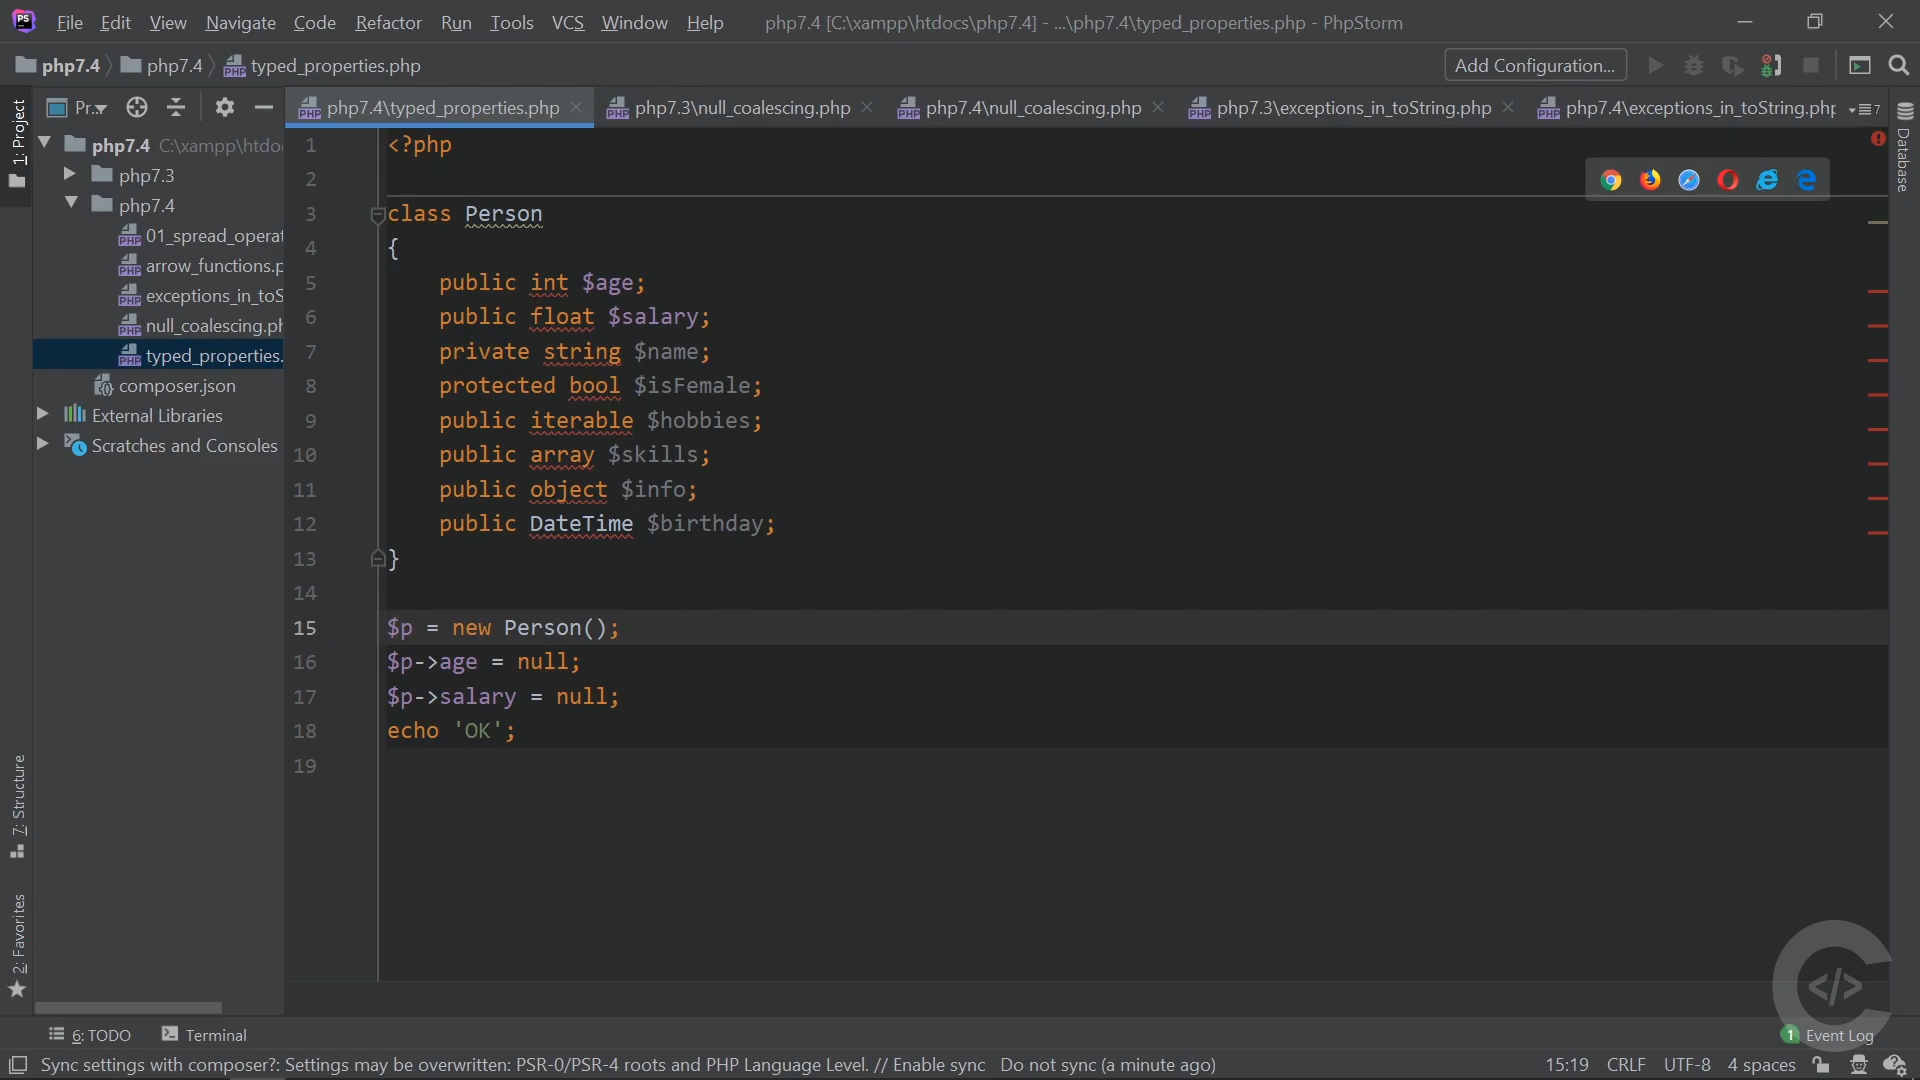 File Edit View Navigate Code Refactor Run Tools VCS Window Help php7.4 [C:\xampp\htdocs\php7.4] - ...\php7.4\typed_properties.php - PhpStorm
php7.4 php7.4 typed_properties.php Add Configuration...
1: Project
Pr...
php7.4\typed_properties.php php7.3\null_coalescing.php php7.4\null_coalescing.php php7.3\exceptions_in_toString.php php7.4\exceptions_in_toString.php 7
Database
php7.4 C:\xampp\htdo
php7.3
php7.4
01_spread_operat
arrow_functions.p
exceptions_in_toS
null_coalescing.ph
typed_properties.
composer.json
External Libraries
Scratches and Consoles
1 <?php
2
3 class Person
4 {
5 public int $age;
6 public float $salary;
7 private string $name;
8 protected bool $isFemale;
9 public iterable $hobbies;
10 public array $skills;
11 public object $info;
12 public DateTime $birthday;
13 }
14
15 $p = new Person();
16 $p->age = null;
17 $p->salary = null;
18 echo 'OK';
19
7: Structure
2: Favorites
</>
6: TODO Terminal 1 Event Log
Sync settings with composer?: Settings may be overwritten: PSR-0/PSR-4 roots and PHP Language Level. // Enable sync Do not sync (a minute ago) 15:19 CRLF UTF-8 4 spaces